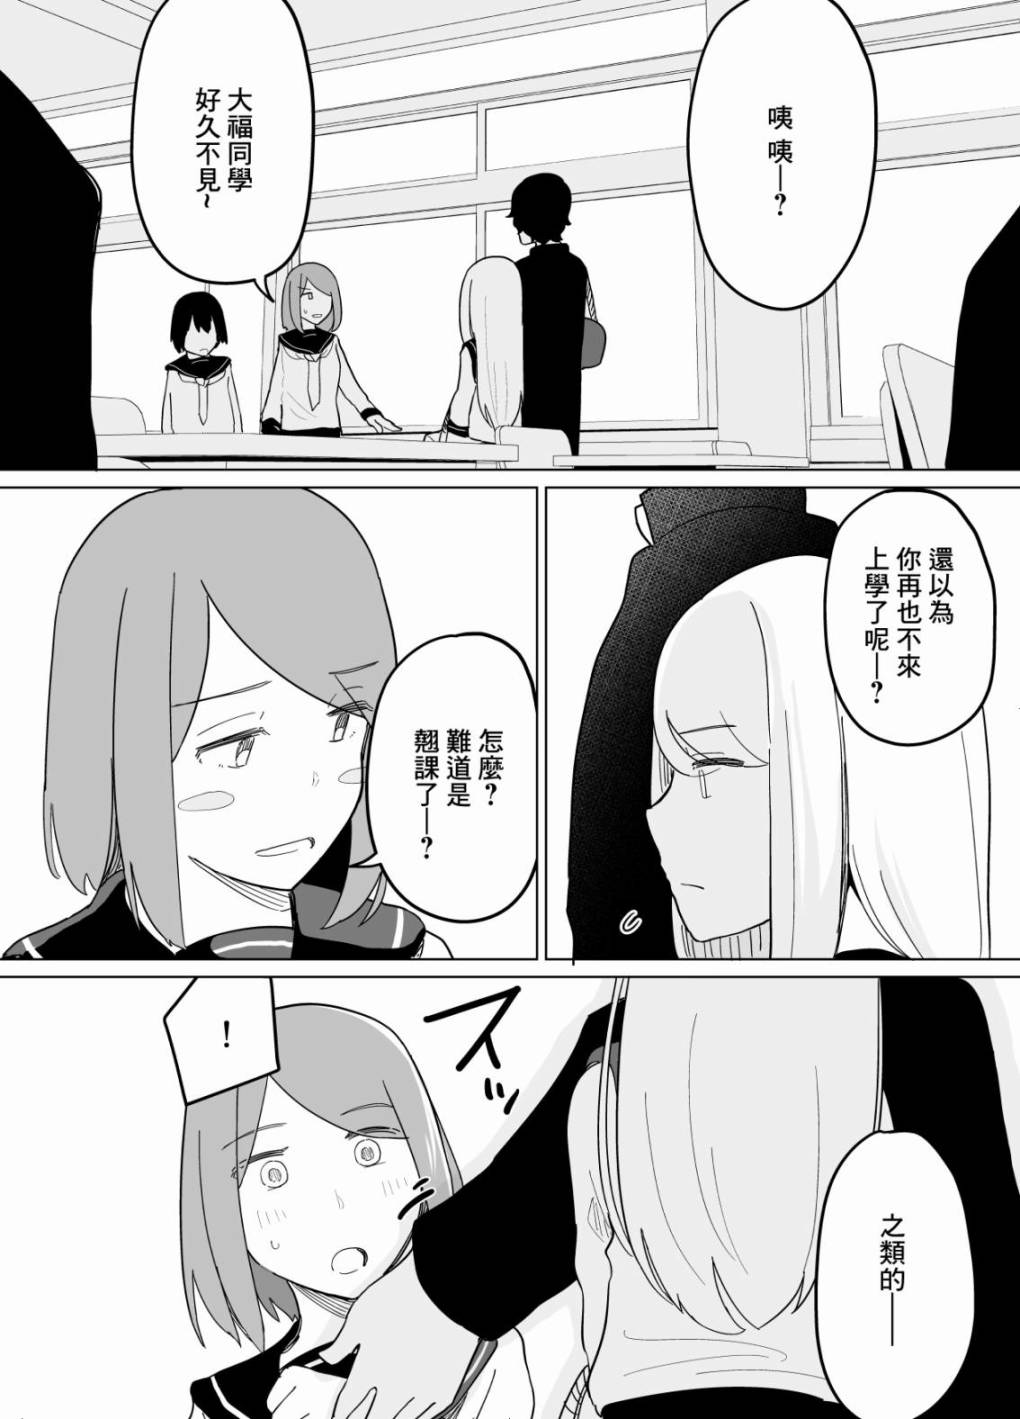 咦咦—?
大福同學
好久不見~
還以為
你再也不來
上學了呢—?
怎麼?
難道是
翹課了—?
!
スッ
之類的——